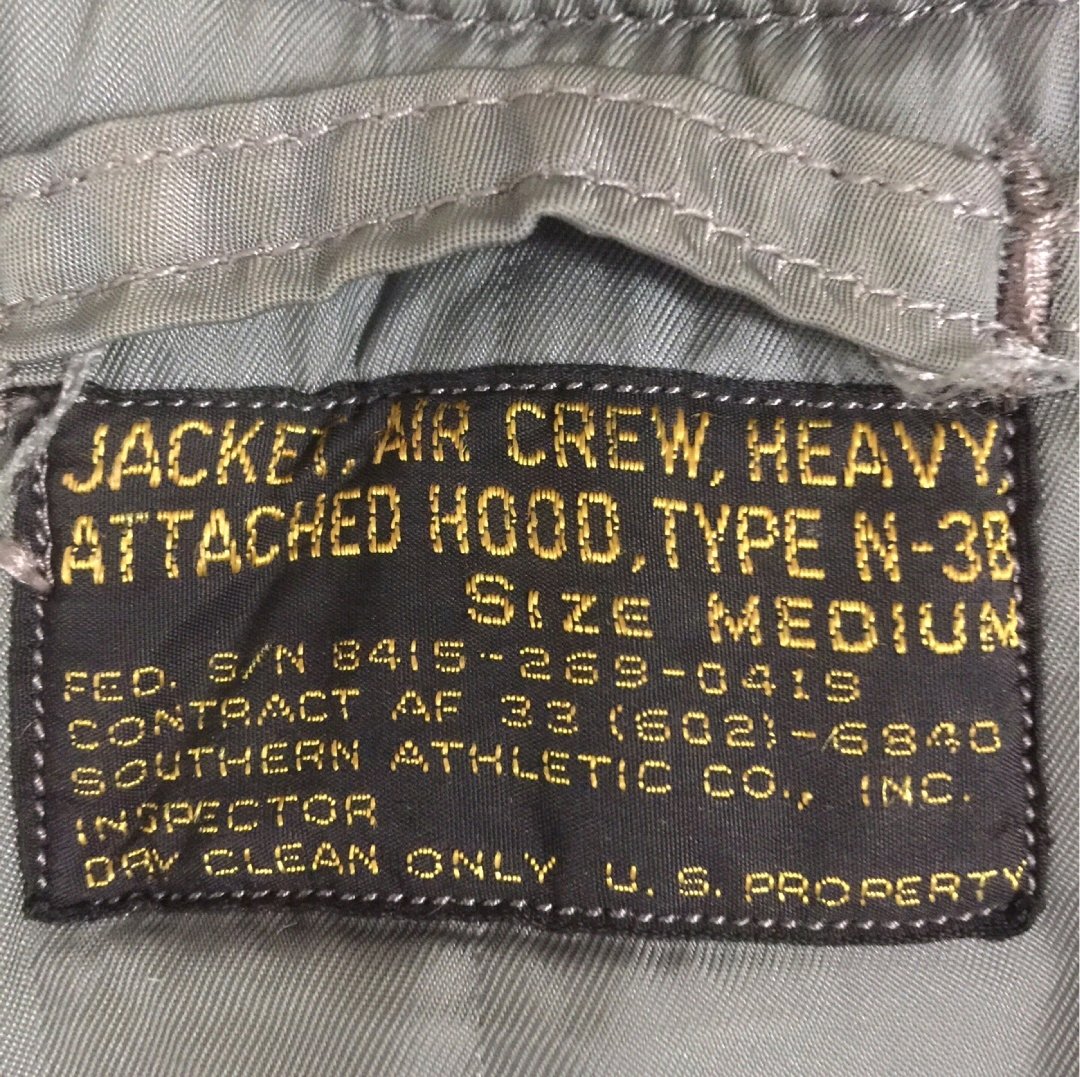 JACKET, AIR CREW, HEAVY,
ATTACHED HOOD, TYPE N-3B
SIZE MEDIUM
FED. S/N 8415-269-0419
CONTRACT AF 33 (602)-6840
SOUTHERN ATHLETIC CO., INC.
INSPECTOR
DRY CLEAN ONLY U. S. PROPERTY